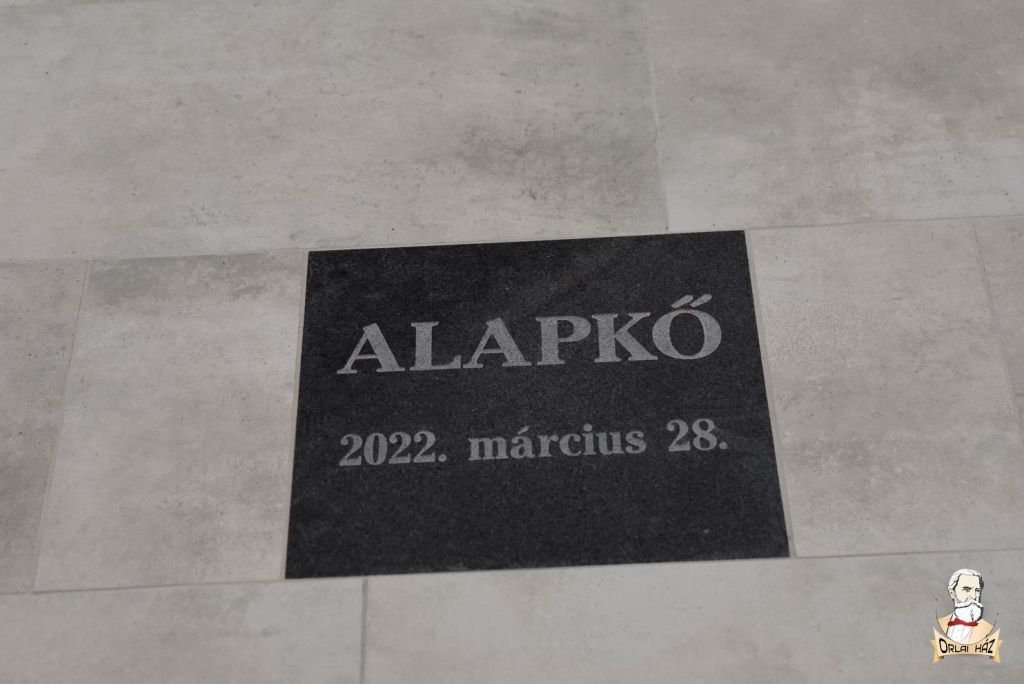 ALAPKŐ
2022. március 28.
ORLAI HÁZ